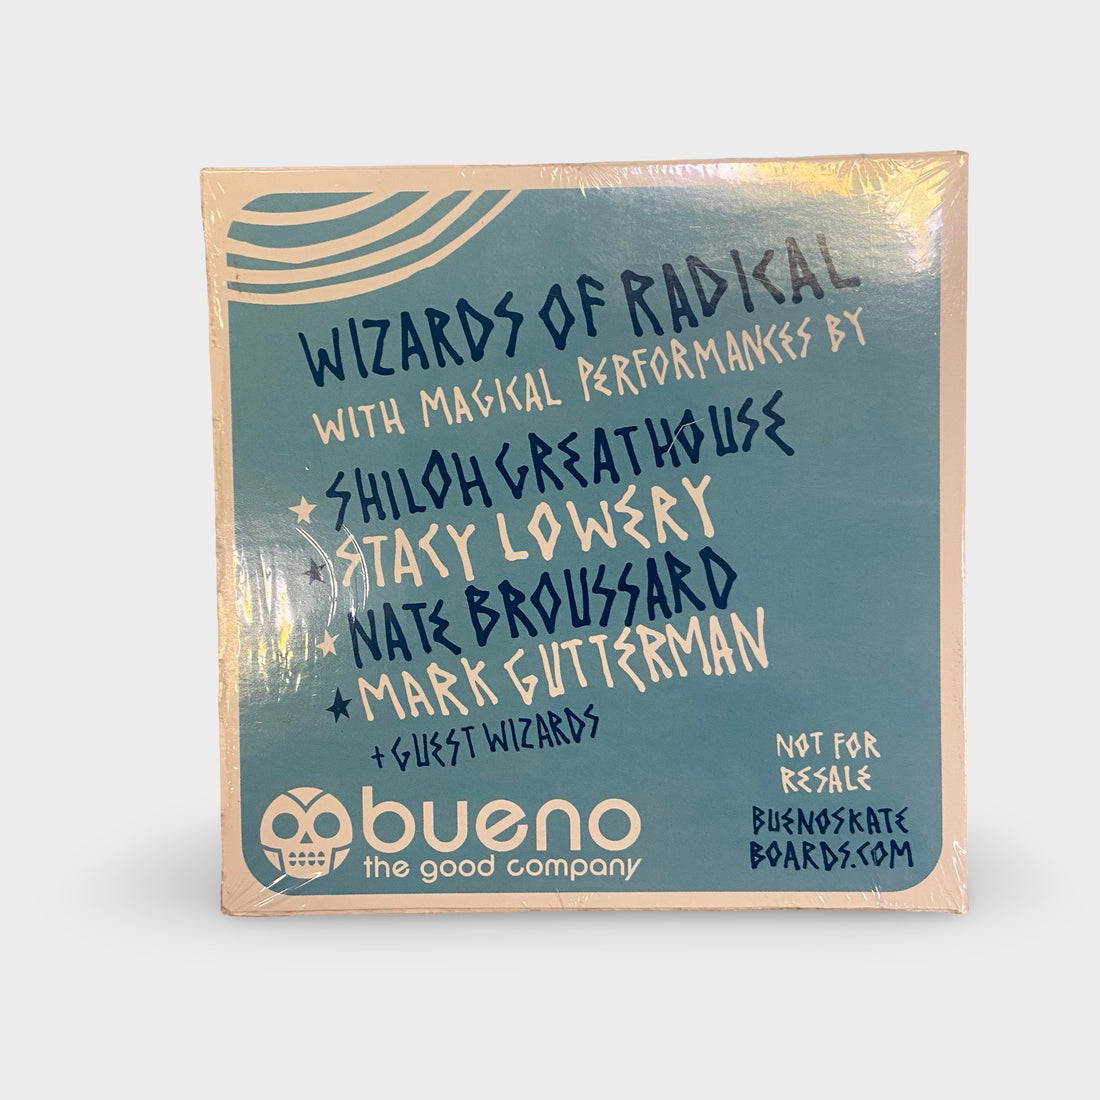 WIZARDS OF RADICAL
WITH MAGICAL PERFORMANCES BY
SHILOH GREATHOUSE
STACY LOWERY
NATE BROUSSARD
MARK GUTTERMAN
+ GUEST WIZARDS
bueno
the good company
NOT FOR
RESALE
BUENOSKATE
BOARDS.COM